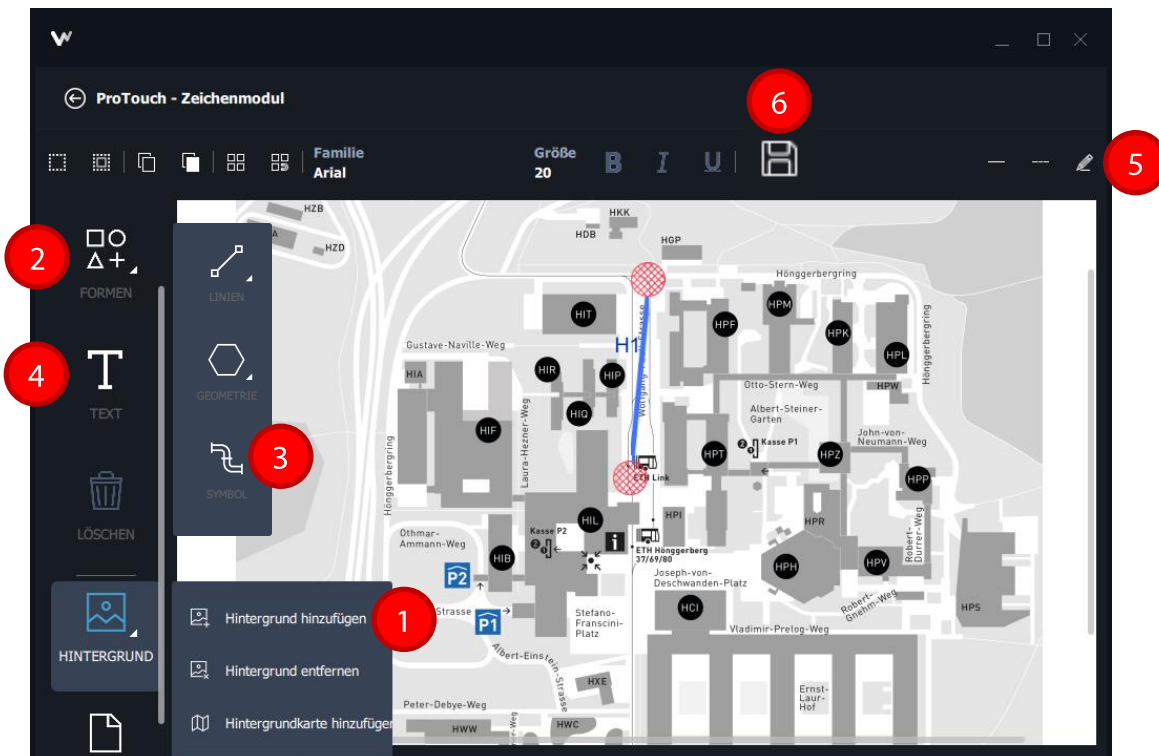 ProTouch - Zeichenmodul
6
Familie
Arial
Größe
20
B I U
5
2
FORMEN
LINIEN
4
TEXT
GEOMETRIE
3
SYMBOL
LÖSCHEN
HINTERGRUND
Hintergrund hinzufügen
1
Hintergrund entfernen
Hintergrundkarte hinzufügen
HZB
HZD
HKK
HDB
HGP
Hönggerbergring
HIT
HPM
HPF
HPK
HPL
H1
Gustave-Naville-Weg
HIA
HIR
HIP
Otto-Stern-Weg
HPW
Hönggerbergring
HIQ
Albert-Steiner-
Garten
HIF
Laura-Hezner-Weg
Kasse P1
John-von-
Neumann-Weg
HPT
HPZ
Hönggerbergring
ETH Link
HPP
HIL
HPI
HPR
Othmar-
Ammann-Weg
Kasse P2
i
Robert-
Durrer-Weg
HIB
ETH Hönggerberg
37/69/80
HPH
HPV
P2
Joseph-von-
Deschwanden-Platz
Robert-
Gnehm-Weg
Strasse
P1
Stefano-
Franscini-
Platz
HCI
HPS
Vladimir-Prelog-Weg
Albert-Einstein-Strasse
HXE
Ernst-
Laur-
Hof
Peter-Debye-Weg
HWW
HWC